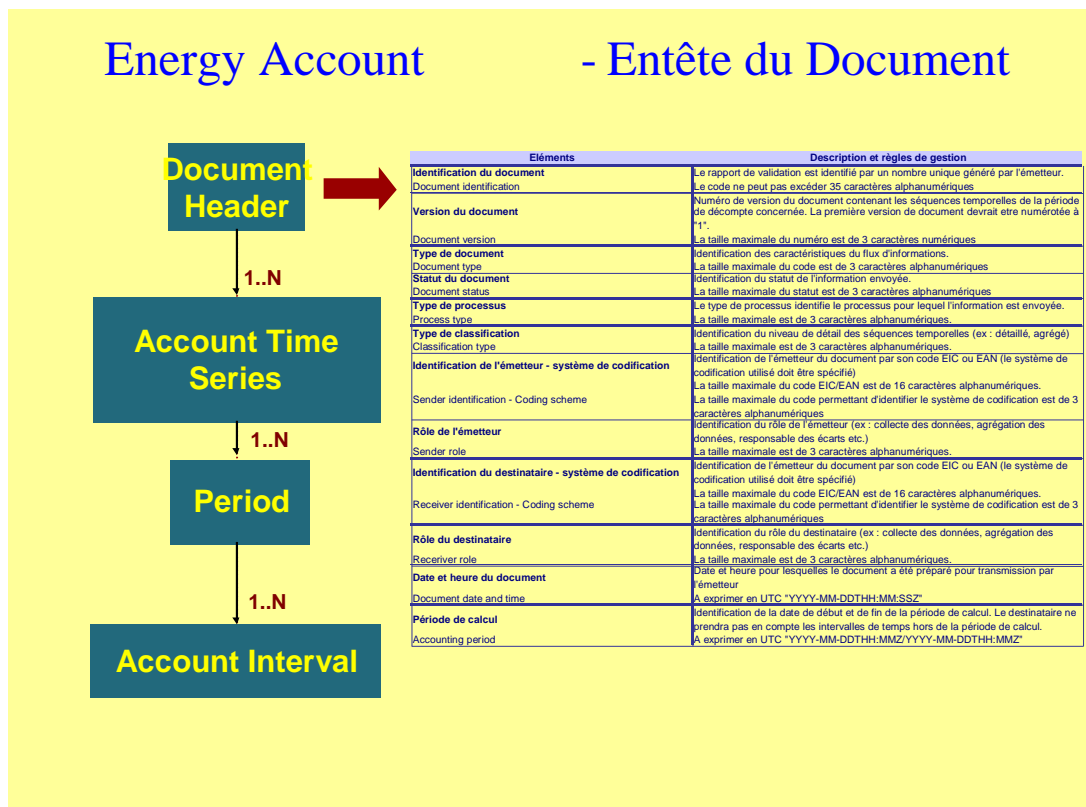 Energy Account - Entête du Document
Document
Header
1..N
Account Time
Series
1..N
Period
1..N
Account Interval
Eléments Description et règles de gestion
Identification du document Le rapport de validation est identifié par un nombre unique généré par l'émetteur.
Document identification Le code ne peut pas excéder 35 caractères alphanumériques
Version du document Numéro de version du document contenant les séquences temporelles de la période
de décompte concernée. La première version de document devrait etre numérotée à
"1".
Document version La taille maximale du numéro est de 3 caractères numériques
Type de document Identification des caractéristiques du flux d'informations.
Document type La taille maximale du code est de 3 caractères alphanumériques
Statut du document Identification du statut de l'information envoyée.
Document status La taille maximale du statut est de 3 caractères alphanumériques
Type de processus Le type de processus identifie le processus pour lequel l'information est envoyée.
Process type La taille maximale est de 3 caractères alphanumériques.
Type de classification Identification du niveau de détail des séquences temporelles (ex : détaillé, agrégé)
Classification type La taille maximale est de 3 caractères alphanumériques.
Identification de l'émetteur - système de codification Identification de l'émetteur du document par son code EIC ou EAN (le système de
codification utilisé doit être spécifié)
La taille maximale du code EIC/EAN est de 16 caractères alphanumériques.
Sender identification - Coding scheme La taille maximale du code permettant d'identifier le système de codification est de 3
caractères alphanumériques
Rôle de l'émetteur Identification du rôle de l'émetteur (ex : collecte des données, agrégation des
données, responsable des écarts etc.)
Sender role La taille maximale est de 3 caractères alphanumériques.
Identification du destinataire - système de codification Identification de l'émetteur du document par son code EIC ou EAN (le système de
codification utilisé doit être spécifié)
La taille maximale du code EIC/EAN est de 16 caractères alphanumériques.
Receiver identification - Coding scheme La taille maximale du code permettant d'identifier le système de codification est de 3
caractères alphanumériques
Rôle du destinataire Identification du rôle du destinataire (ex : collecte des données, agrégation des
données, responsable des écarts etc.)
Receriver role La taille maximale est de 3 caractères alphanumériques.
Date et heure du document Date et heure pour lesquelles le document a été préparé pour transmission par
l'émetteur
Document date and time A exprimer en UTC "YYYY-MM-DDTHH:MM:SSZ"
Période de calcul Identification de la date de début et de fin de la période de calcul. Le destinataire ne
prendra pas en compte les intervalles de temps hors de la période de calcul.
Accounting period A exprimer en UTC "YYYY-MM-DDTHH:MMZ/YYYY-MM-DDTHH:MMZ"